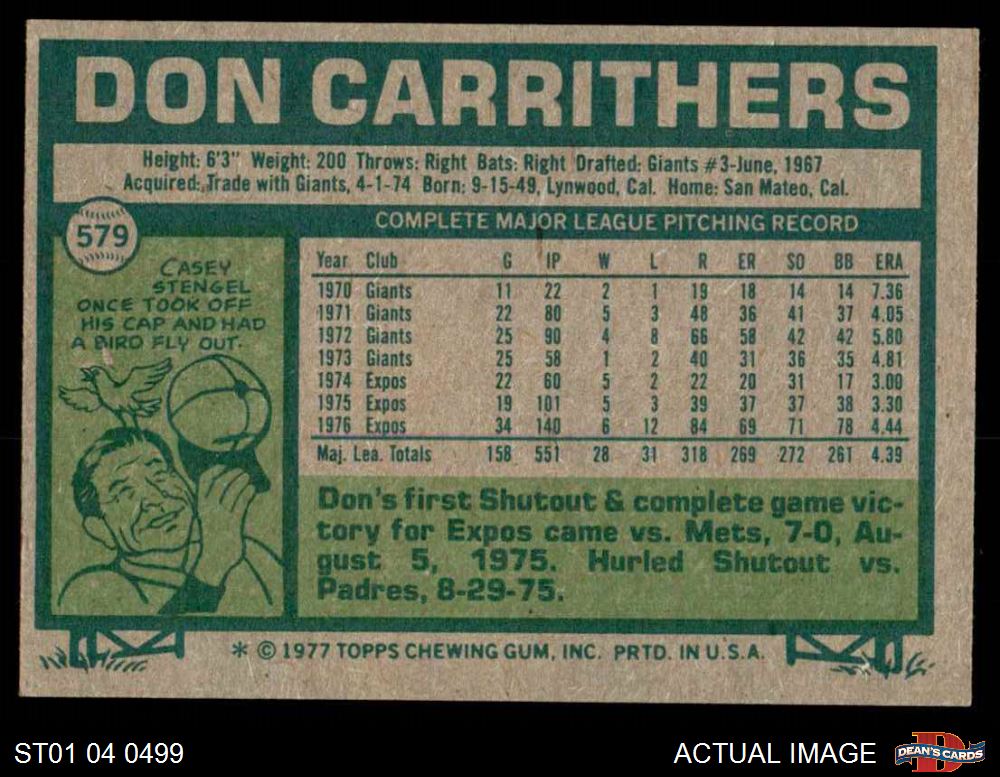 DON CARRITHERS
Height: 6'3" Weight: 200 Throws: Right Bats: Right Drafted: Giants #3-June, 1967
Acquired: Trade with Giants, 4-1-74 Born: 9-15-49, Lynwood, Cal. Home: San Mateo, Cal.
579
CASEY
STENGEL
ONCE TOOK OFF
HIS CAP AND HAD
A BIRD FLY OUT.
COMPLETE MAJOR LEAGUE PITCHING RECORD
Year Club G IP W L R ER SO BB ERA
1970 Giants 11 22 2 1 19 18 14 14 7.36
1971 Giants 22 80 5 3 48 36 41 37 4.05
1972 Giants 25 90 4 8 66 58 42 42 5.80
1973 Giants 25 58 1 2 40 31 36 35 4.81
1974 Expos 22 60 5 2 22 20 31 17 3.00
1975 Expos 19 101 5 3 39 37 37 38 3.30
1976 Expos 34 140 6 12 84 69 71 78 4.44
Maj. Lea. Totals 158 551 28 31 318 269 272 261 4.39
Don's first Shutout & complete game vic-
tory for Expos came vs. Mets, 7-0, Au-
gust 5, 1975. Hurled Shutout vs.
Padres, 8-29-75.
* © 1977 TOPPS CHEWING GUM, INC. PRTD. IN U.S.A.
ST01 04 0499
ACTUAL IMAGE
DEAN'S CARDS